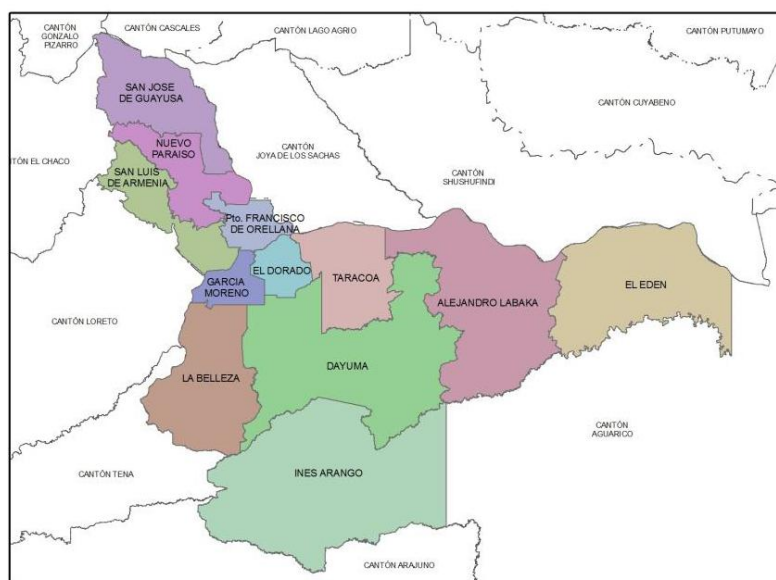 CANTÓN
GONZALO
PIZARRO
CANTÓN CASCALES
CANTÓN LAGO AGRIO
CANTÓN PUTUMAYO
SAN JOSE
DE GUAYUSA
CANTÓN CUYABENO
NUEVO
PARAISO
CANTÓN
JOYA DE LOS SACHAS
NTÓN EL CHACO
SAN LUIS
DE ARMENIA
CANTÓN
SHUSHUFINDI
Pto. FRANCISCO
DE ORELLANA
EL DORADO
TARACOA
GARCIA
MORENO
ALEJANDRO LABAKA
EL EDEN
CANTÓN LORETO
LA BELLEZA
DAYUMA
CANTÓN
AGUARICO
CANTÓN TENA
INES ARANGO
CANTÓN ARAJUNO